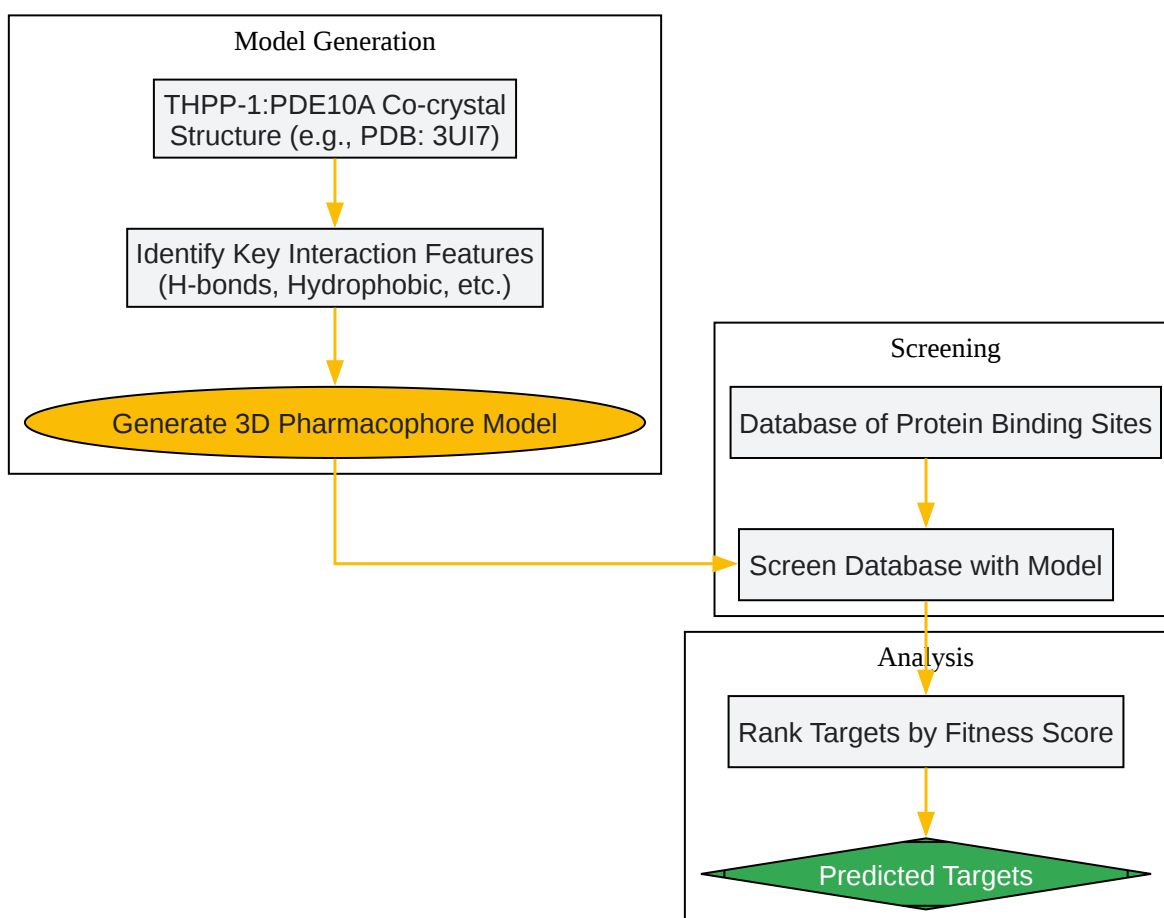 Model Generation
THPP-1:PDE10A Co-crystal
Structure (e.g., PDB: 3UI7)
Identify Key Interaction Features
(H-bonds, Hydrophobic, etc.)
Generate 3D Pharmacophore Model
Screening
Database of Protein Binding Sites
Screen Database with Model
Analysis
Rank Targets by Fitness Score
Predicted Targets